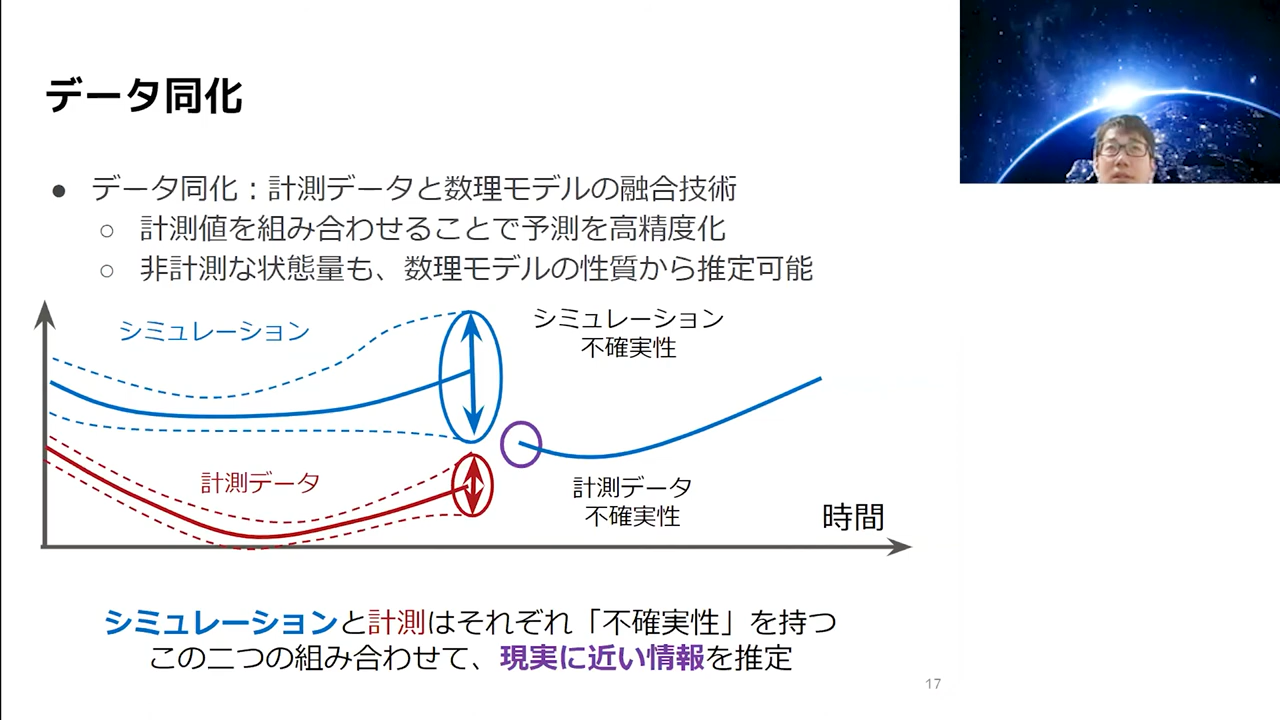 データ同化
● データ同化：計測データと数理モデルの融合技術
○ 計測値を組み合わせることで予測を高精度化
○ 非計測な状態量も、数理モデルの性質から推定可能
シミュレーション
シミュレーション
不確実性
計測データ
計測データ
不確実性
時間
シミュレーションと計測はそれぞれ「不確実性」を持つ
この二つの組み合わせて、現実に近い情報を推定
17